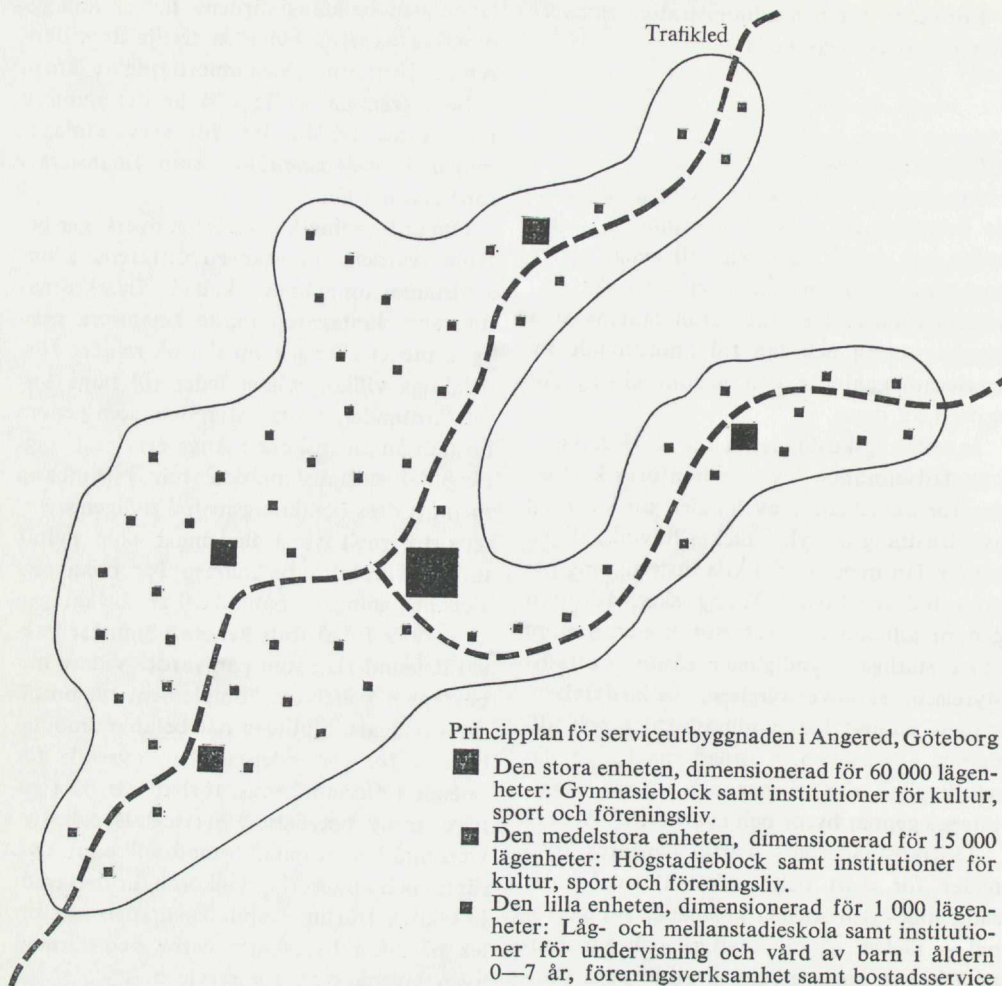 Trafikled
Principplan för serviceutbyggnaden i Angered, Göteborg
Den stora enheten, dimensionerad för 60 000 lägen-
heter: Gymnasieblock samt institutioner för kultur,
sport och föreningsliv.
Den medelstora enheten, dimensionerad för 15 000
lägenheter: Högstadieblock samt institutioner för
kultur, sport och föreningsliv.
Den lilla enheten, dimensionerad för 1 000 lägen-
heter: Låg- och mellanstadieskola samt institutio-
ner för undervisning och vård av barn i åldern
0—7 år, föreningsverksamhet samt bostadsservice